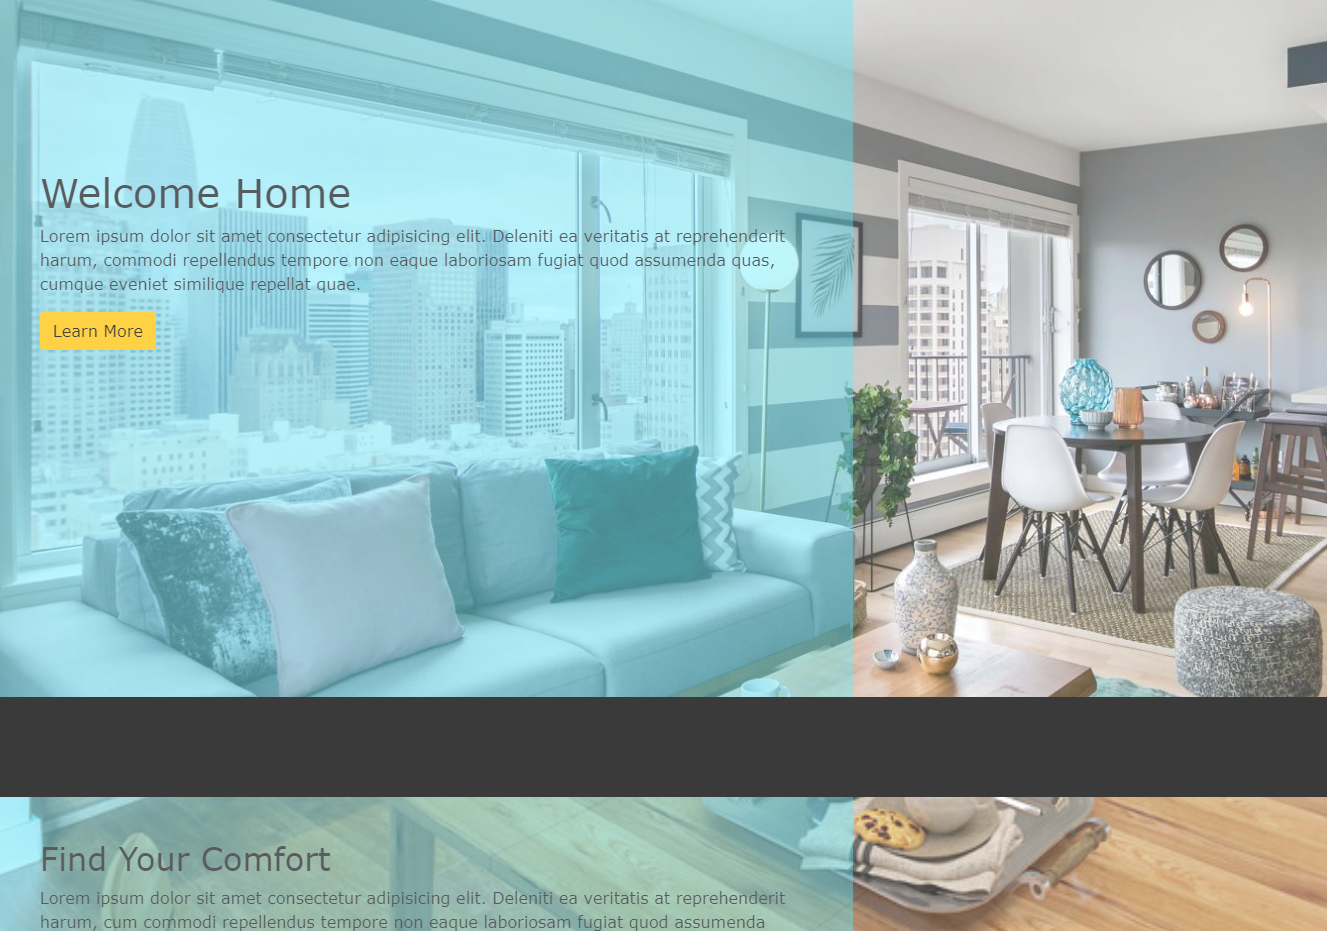 Welcome Home
Lorem ipsum dolor sit amet consectetur adipisicing elit. Deleniti ea veritatis at reprehenderit
harum, commodi repellendus tempore non eaque laboriosam fugiat quod assumenda quas,
cumque eveniet similique repellat quae.
Learn More
Find Your Comfort
Lorem ipsum dolor sit amet consectetur adipisicing elit. Deleniti ea veritatis at reprehenderit
harum, cum commodi repellendus tempore non eaque laboriosam fugiat quod assumenda